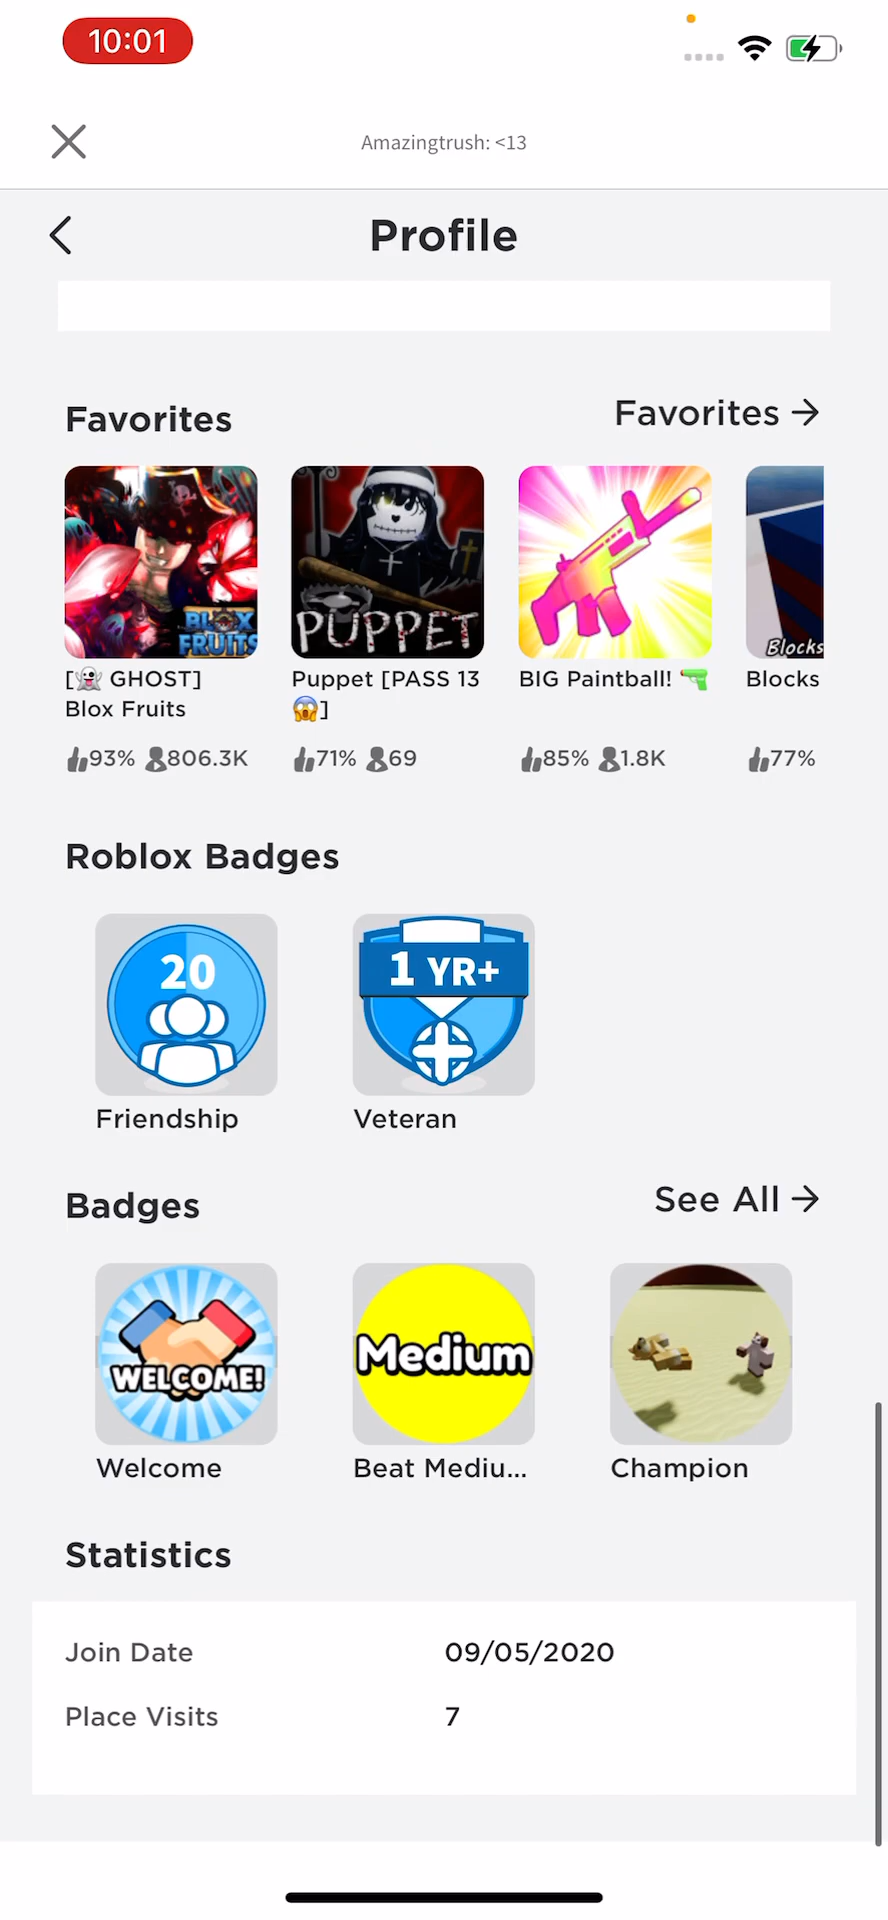 10:01
Amazingtrush: <13
Profile
Favorites
Favorites →
BLOX
FRUITS
PUPPET
Blocks
[👻 GHOST]
Blox Fruits
Puppet [PASS 13
😱]
BIG Paintball! 🔫
Blocks
93% 806.3K
71% 69
85% 1.8K
77%
Roblox Badges
20
1 YR+
Friendship
Veteran
Badges
See All →
WELCOME!
Medium
Welcome
Beat Mediu...
Champion
Statistics
Join Date
09/05/2020
Place Visits
7